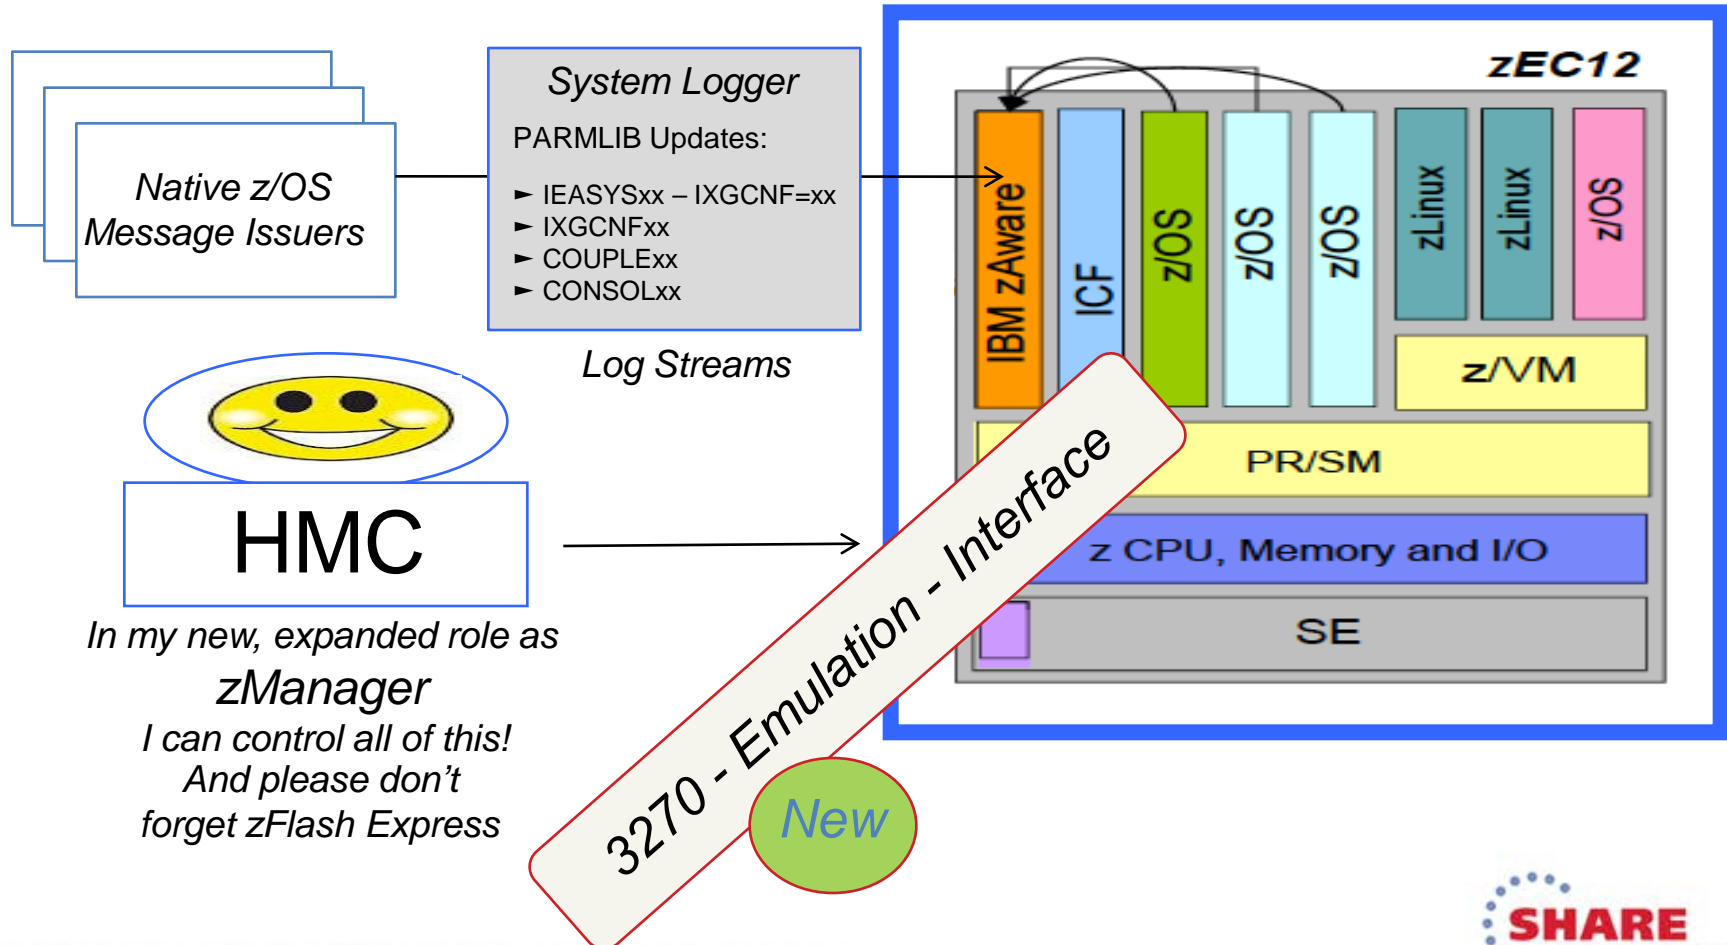 Native z/OS
Message Issuers
System Logger
PARMLIB Updates:
► IEASYSxx – IXGCNF=xx
► IXGCNFxx
► COUPLExx
► CONSOLxx
Log Streams
HMC
In my new, expanded role as
zManager
I can control all of this!
And please don’t
forget zFlash Express
3270 - Emulation - Interface
New
zEC12
IBM zAware
ICF
z/OS
z/OS
z/OS
zLinux
zLinux
z/OS
z/VM
PR/SM
z CPU, Memory and I/O
SE
SHARE